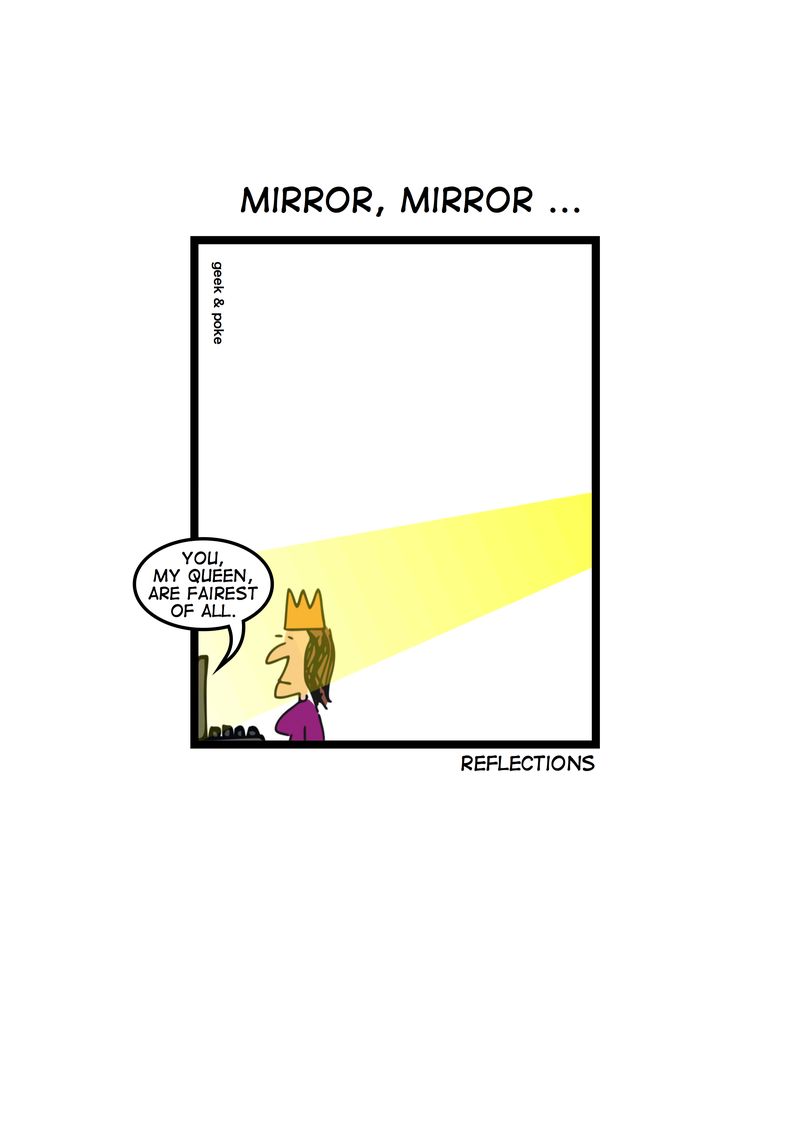 MIRROR, MIRROR ...
geek & poke
YOU,
MY QUEEN,
ARE FAIREST
OF ALL.
REFLECTIONS